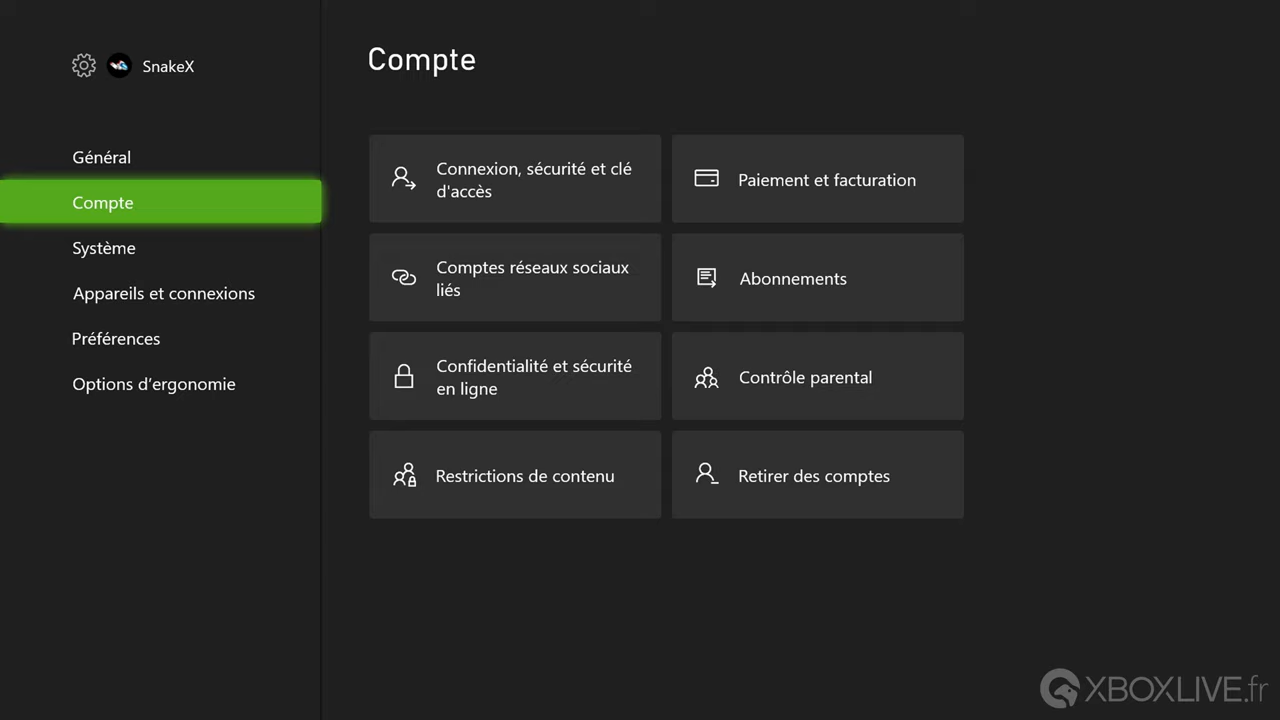 SnakeX
Général
Compte
Système
Appareils et connexions
Préférences
Options d’ergonomie
Compte
Connexion, sécurité et clé
d'accès
Paiement et facturation
Comptes réseaux sociaux
liés
Abonnements
Confidentialité et sécurité
en ligne
Contrôle parental
Restrictions de contenu
Retirer des comptes
XBOXLIVE.fr